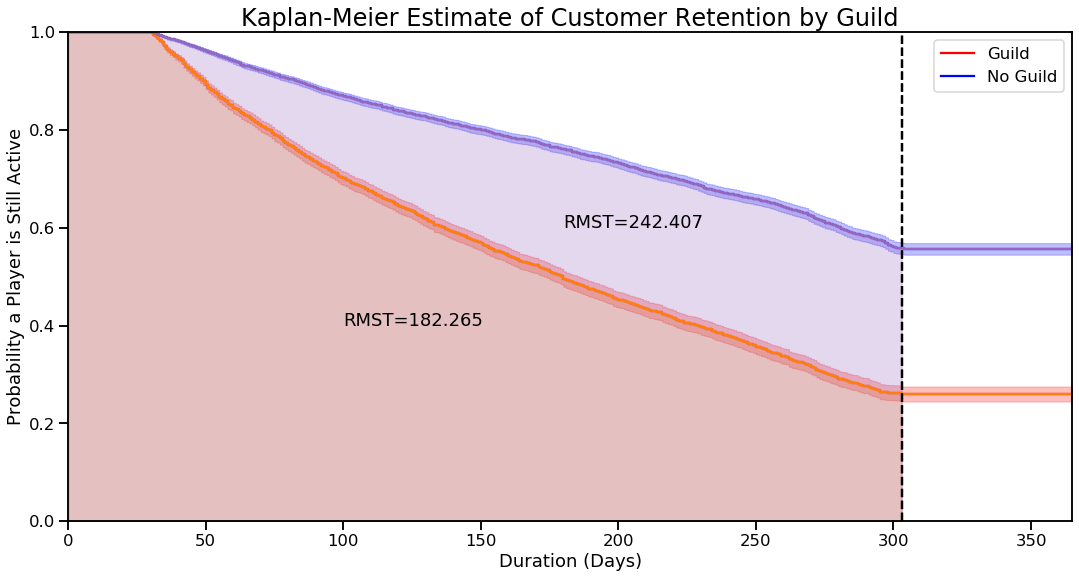 Kaplan-Meier Estimate of Customer Retention by Guild
Probability a Player is Still Active
1.0
0.8
0.6
0.4
0.2
0.0
Guild
No Guild
RMST=242.407
RMST=182.265
0 50 100 150 200 250 300 350
Duration (Days)